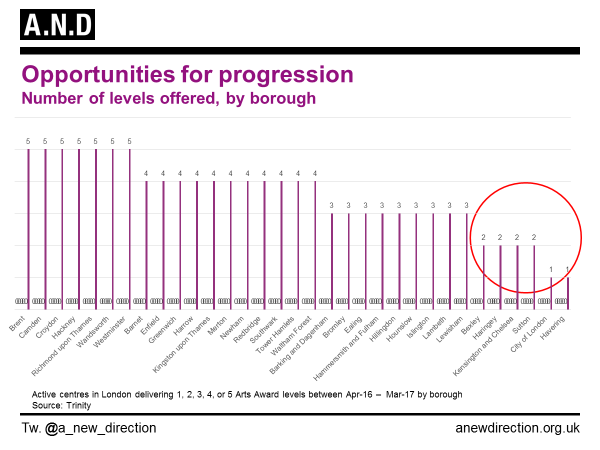 A.N.D
Opportunities for progression
Number of levels offered, by borough
5 5 5 5 5 5 5 4 4 4 4 4 4 4 4 4 4 4 3 3 3 3 3 3 3 3 3 2 2 2 2 1 1
Brent
Camden
Croydon
Hackney
Richmond upon Thames
Wandsworth
Westminster
Barnet
Enfield
Greenwich
Harrow
Kingston upon Thames
Merton
Newham
Redbridge
Southwark
Tower Hamlets
Waltham Forest
Barking and Dagenham
Bromley
Ealing
Hammersmith and Fulham
Hillingdon
Hounslow
Islington
Lambeth
Lewisham
Bexley
Haringey
Kensington and Chelsea
Sutton
City of London
Havering
Active centres in London delivering 1, 2, 3, 4, or 5 Arts Award levels between Apr-16 – Mar-17 by borough
Source: Trinity
Tw. @a_new_direction
anewdirection.org.uk